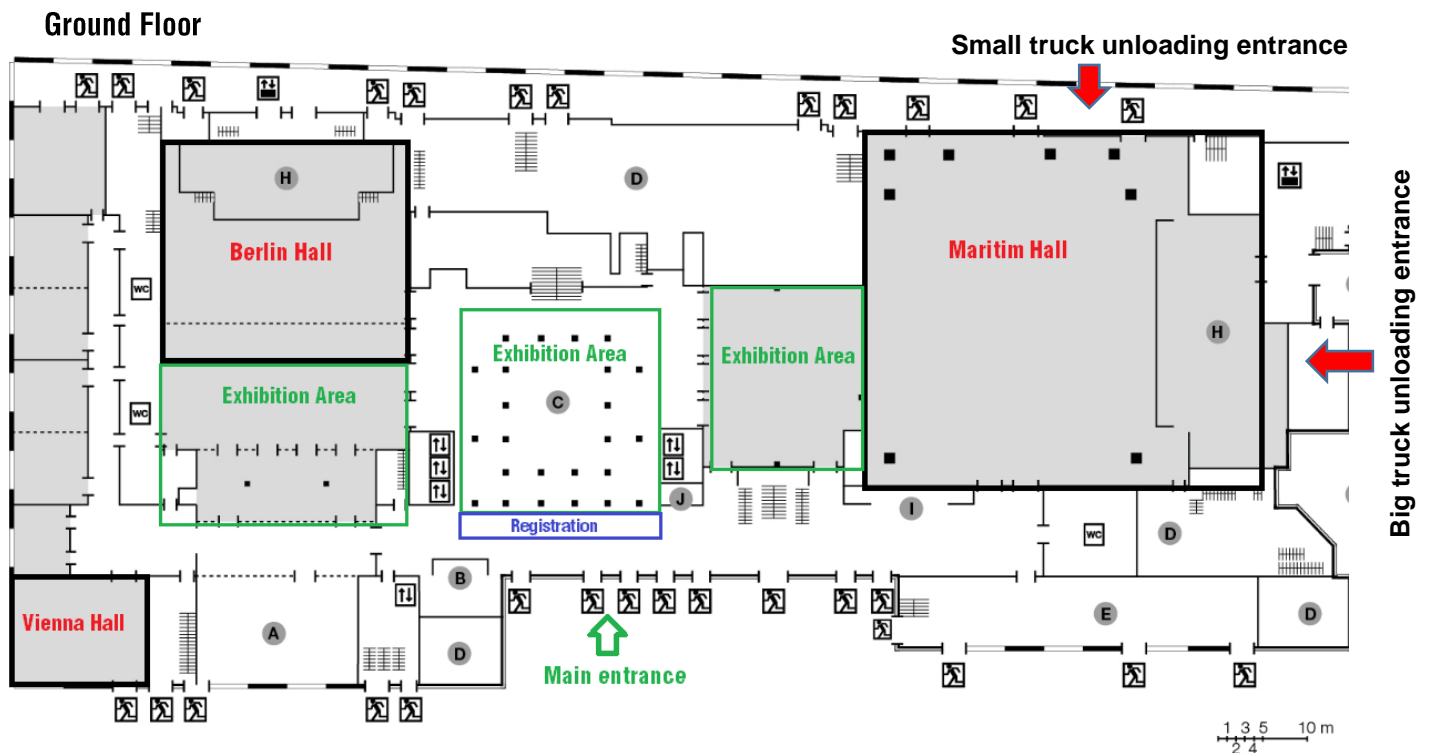 Ground Floor
Small truck unloading entrance
Big truck unloading entrance
H
D
Berlin Hall
Maritim Hall
WC
H
Exhibition Area
Exhibition Area
Exhibition Area
C
WC
J
I
Registration
WC
D
B
Vienna Hall
A
E
D
D
Main entrance
1 3 5 10 m
2 4